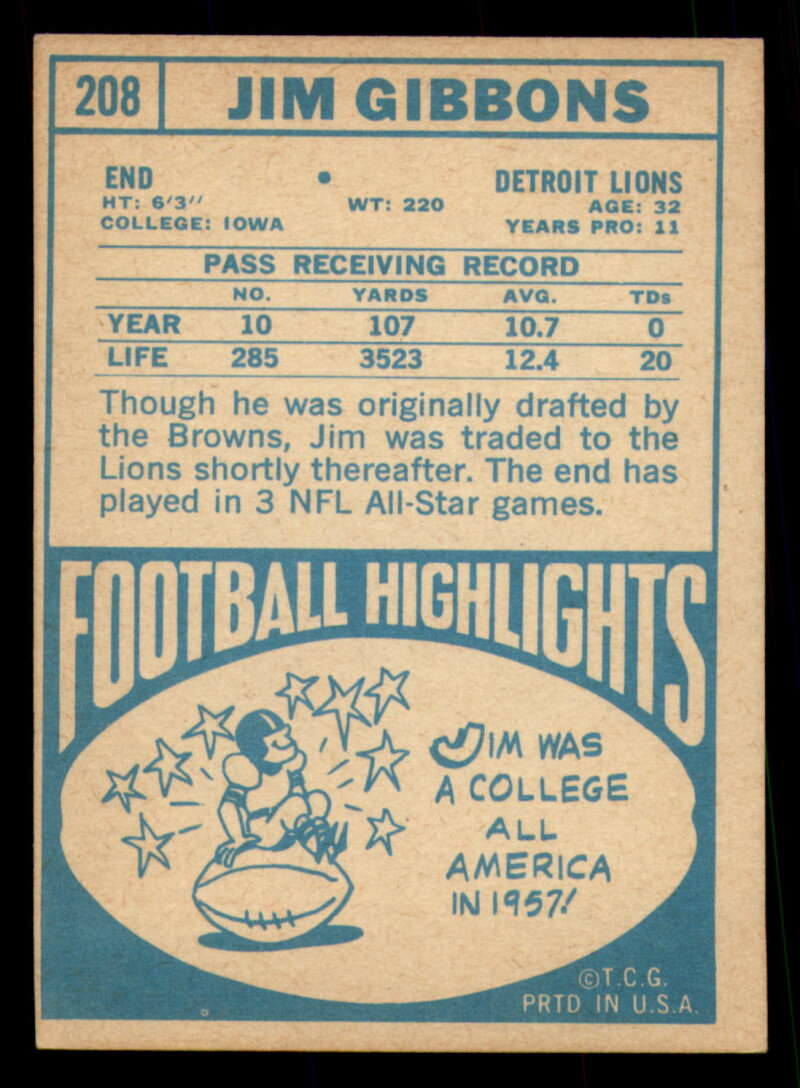 208 JIM GIBBONS
END • DETROIT LIONS
HT: 6'3" WT: 220 AGE: 32
COLLEGE: IOWA YEARS PRO: 11
PASS RECEIVING RECORD
NO. YARDS AVG. TDs
YEAR 10 107 10.7 0
LIFE 285 3523 12.4 20
Though he was originally drafted by
the Browns, Jim was traded to the
Lions shortly thereafter. The end has
played in 3 NFL All-Star games.
FOOTBALL HIGHLIGHTS
JIM WAS
A COLLEGE
ALL
AMERICA
IN 1957!
©T.C.G.
PRTD IN U.S.A.